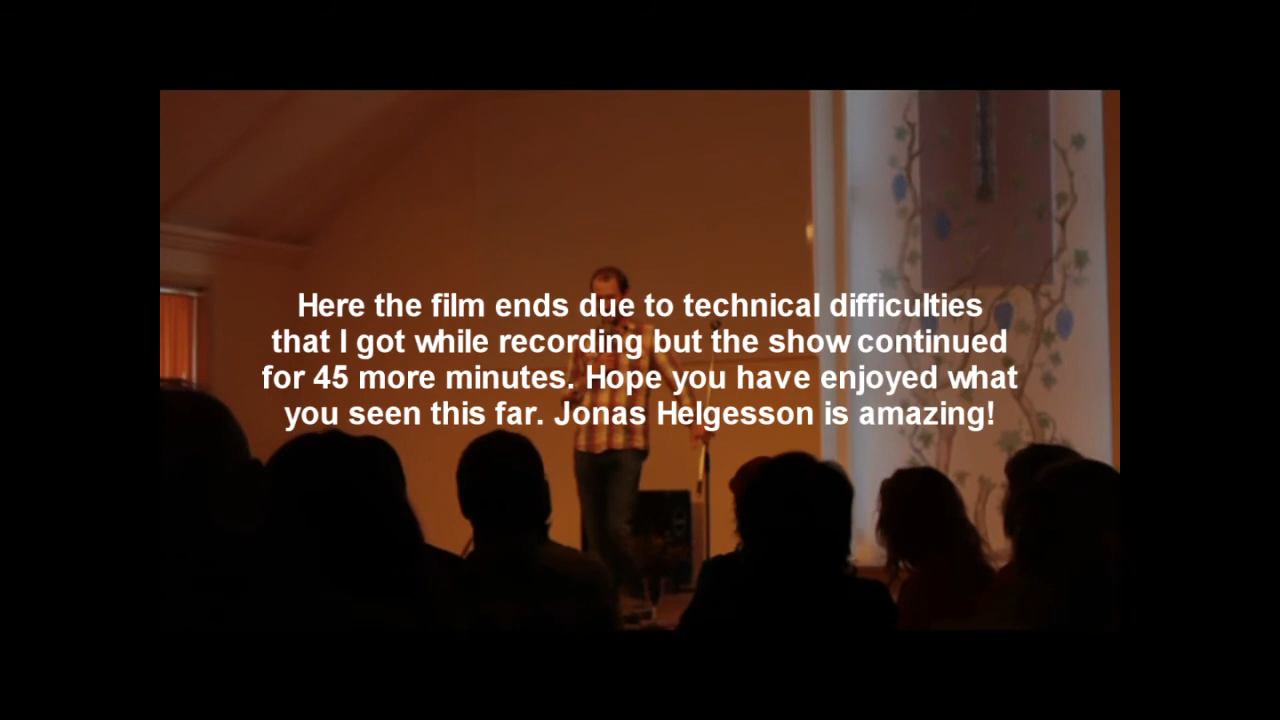 Here the film ends due to technical difficulties
that I got while recording but the show continued
for 45 more minutes. Hope you have enjoyed what
you seen this far. Jonas Helgesson is amazing!